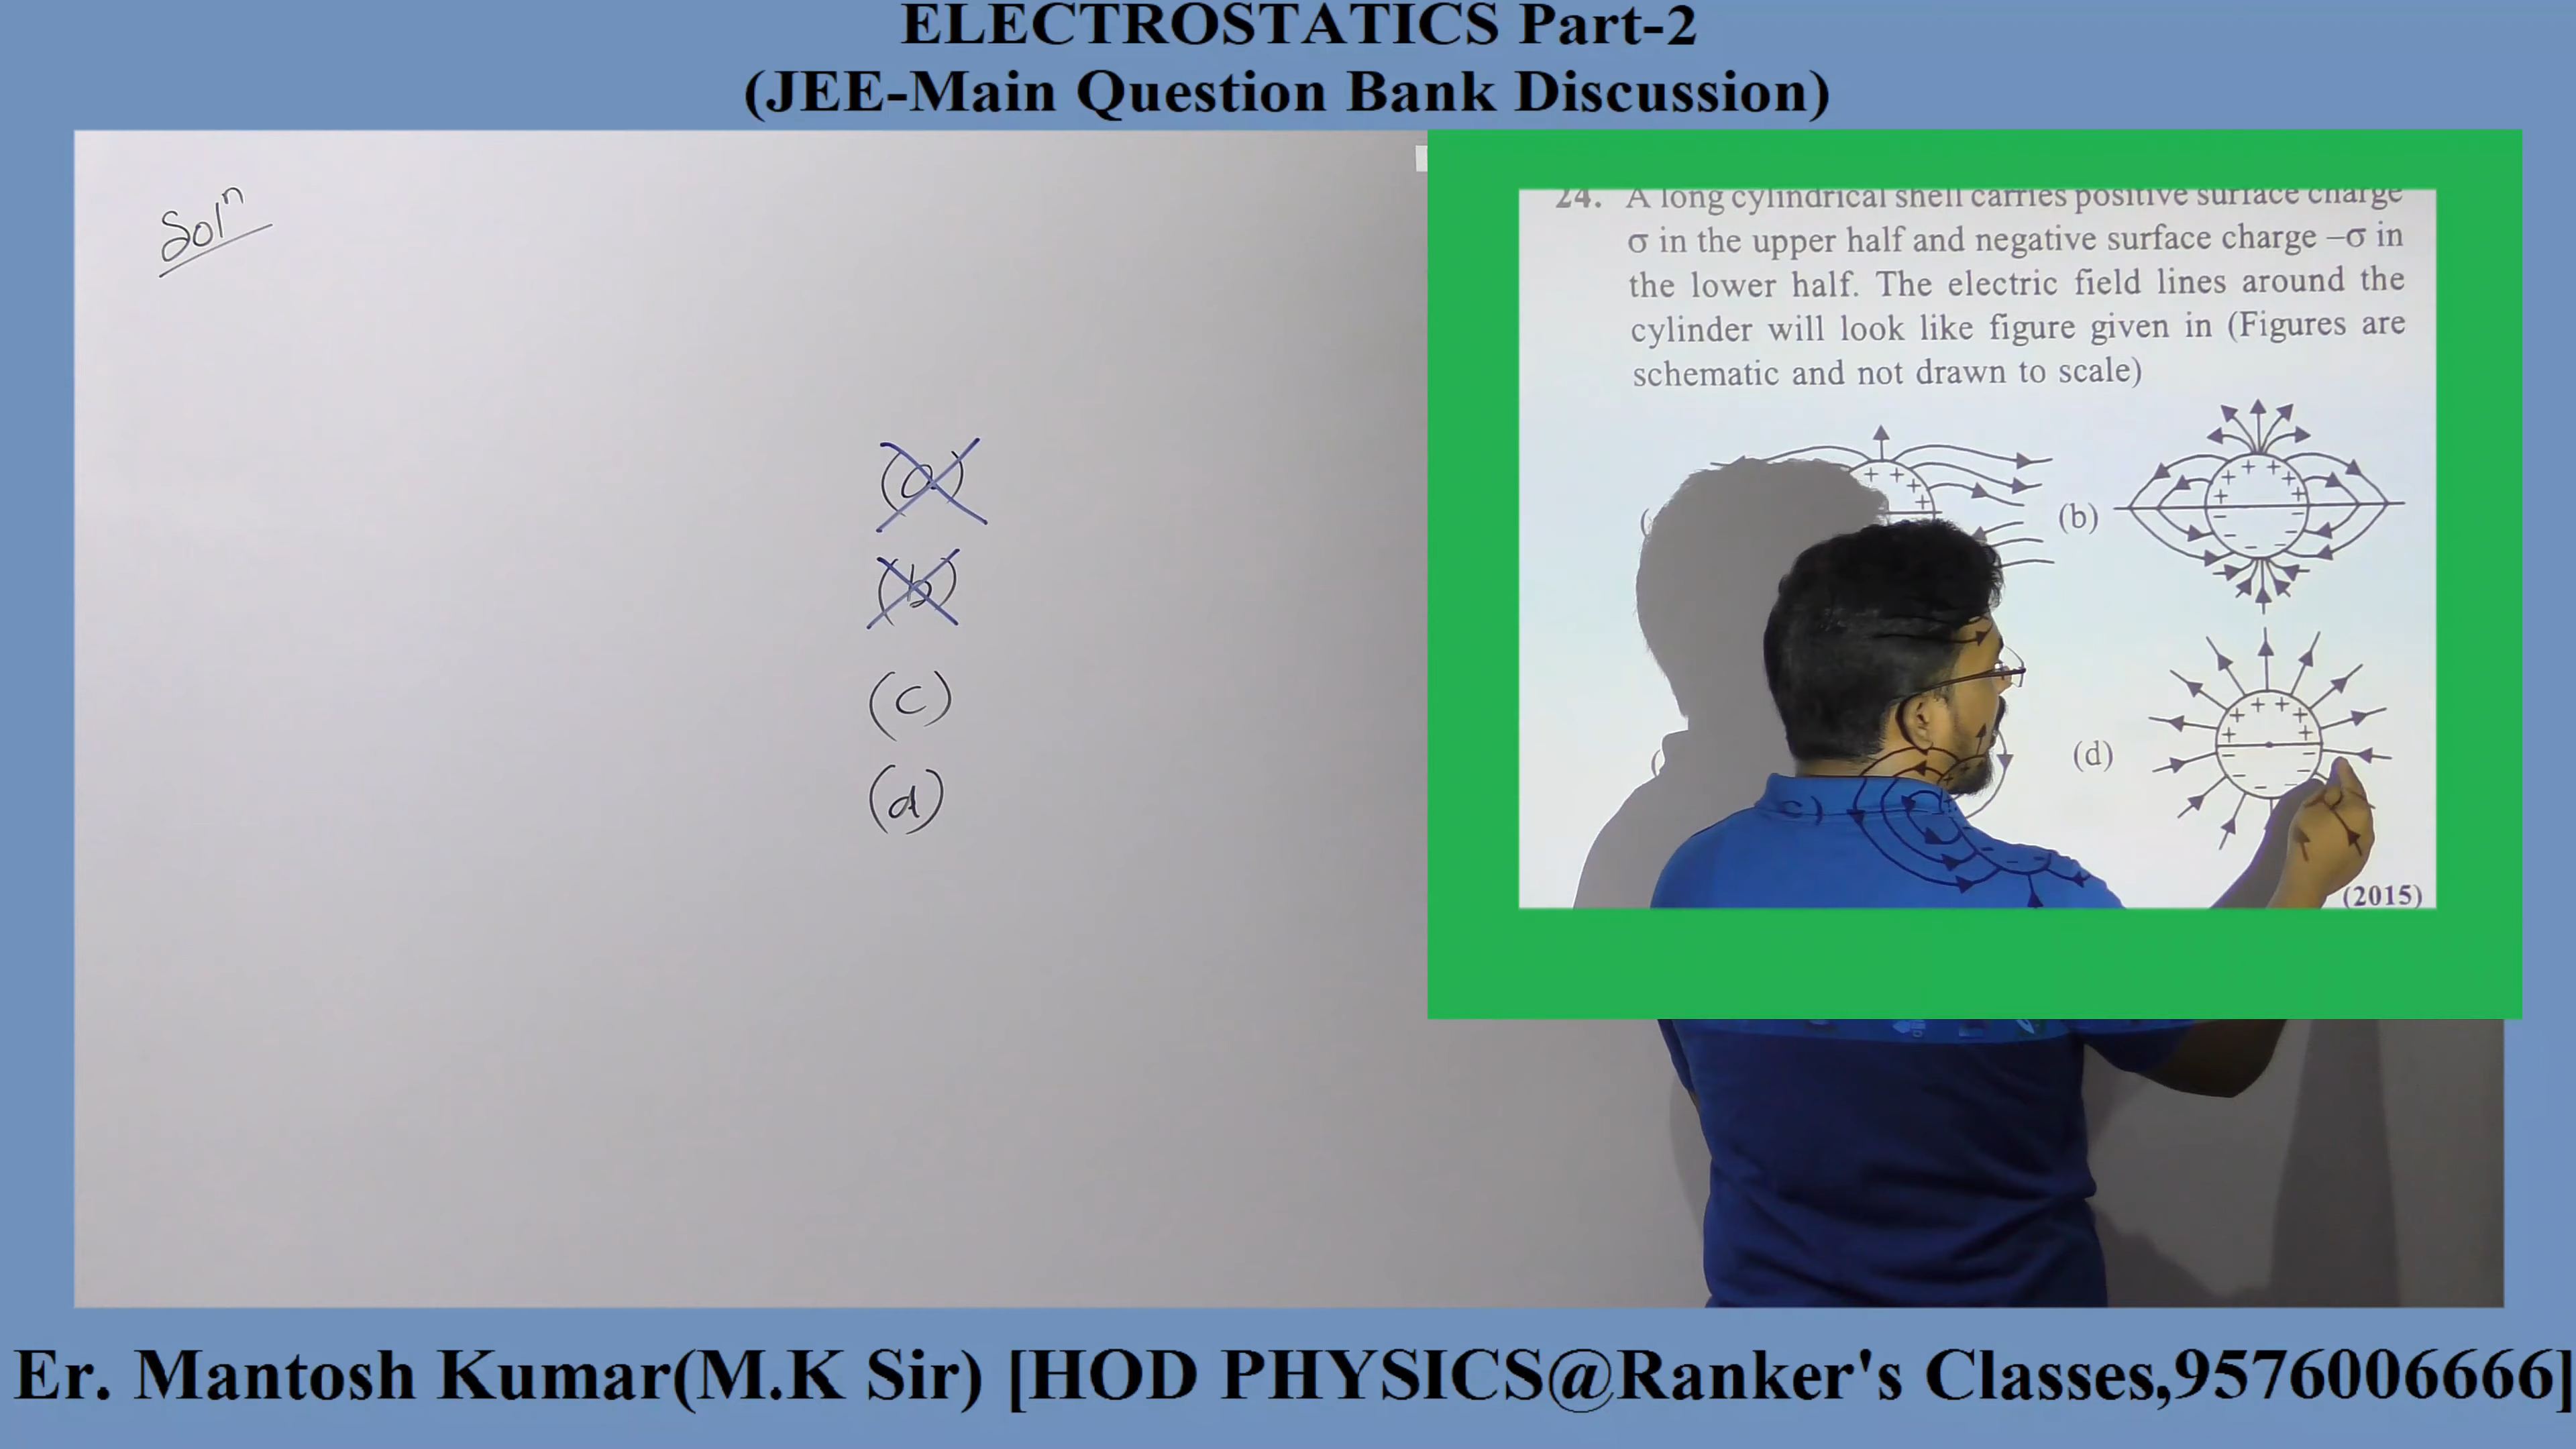 ELECTROSTATICS Part-2
(JEE-Main Question Bank Discussion)
Solⁿ
(a)
(b)
(c)
(d)
24. A long cylindrical shell carries positive surface charge
σ in the upper half and negative surface charge –σ in
the lower half. The electric field lines around the
cylinder will look like figure given in (Figures are
schematic and not drawn to scale)
(b)
c)
(d)
(2015)
Er. Mantosh Kumar(M.K Sir) [HOD PHYSICS@Ranker's Classes,9576006666]